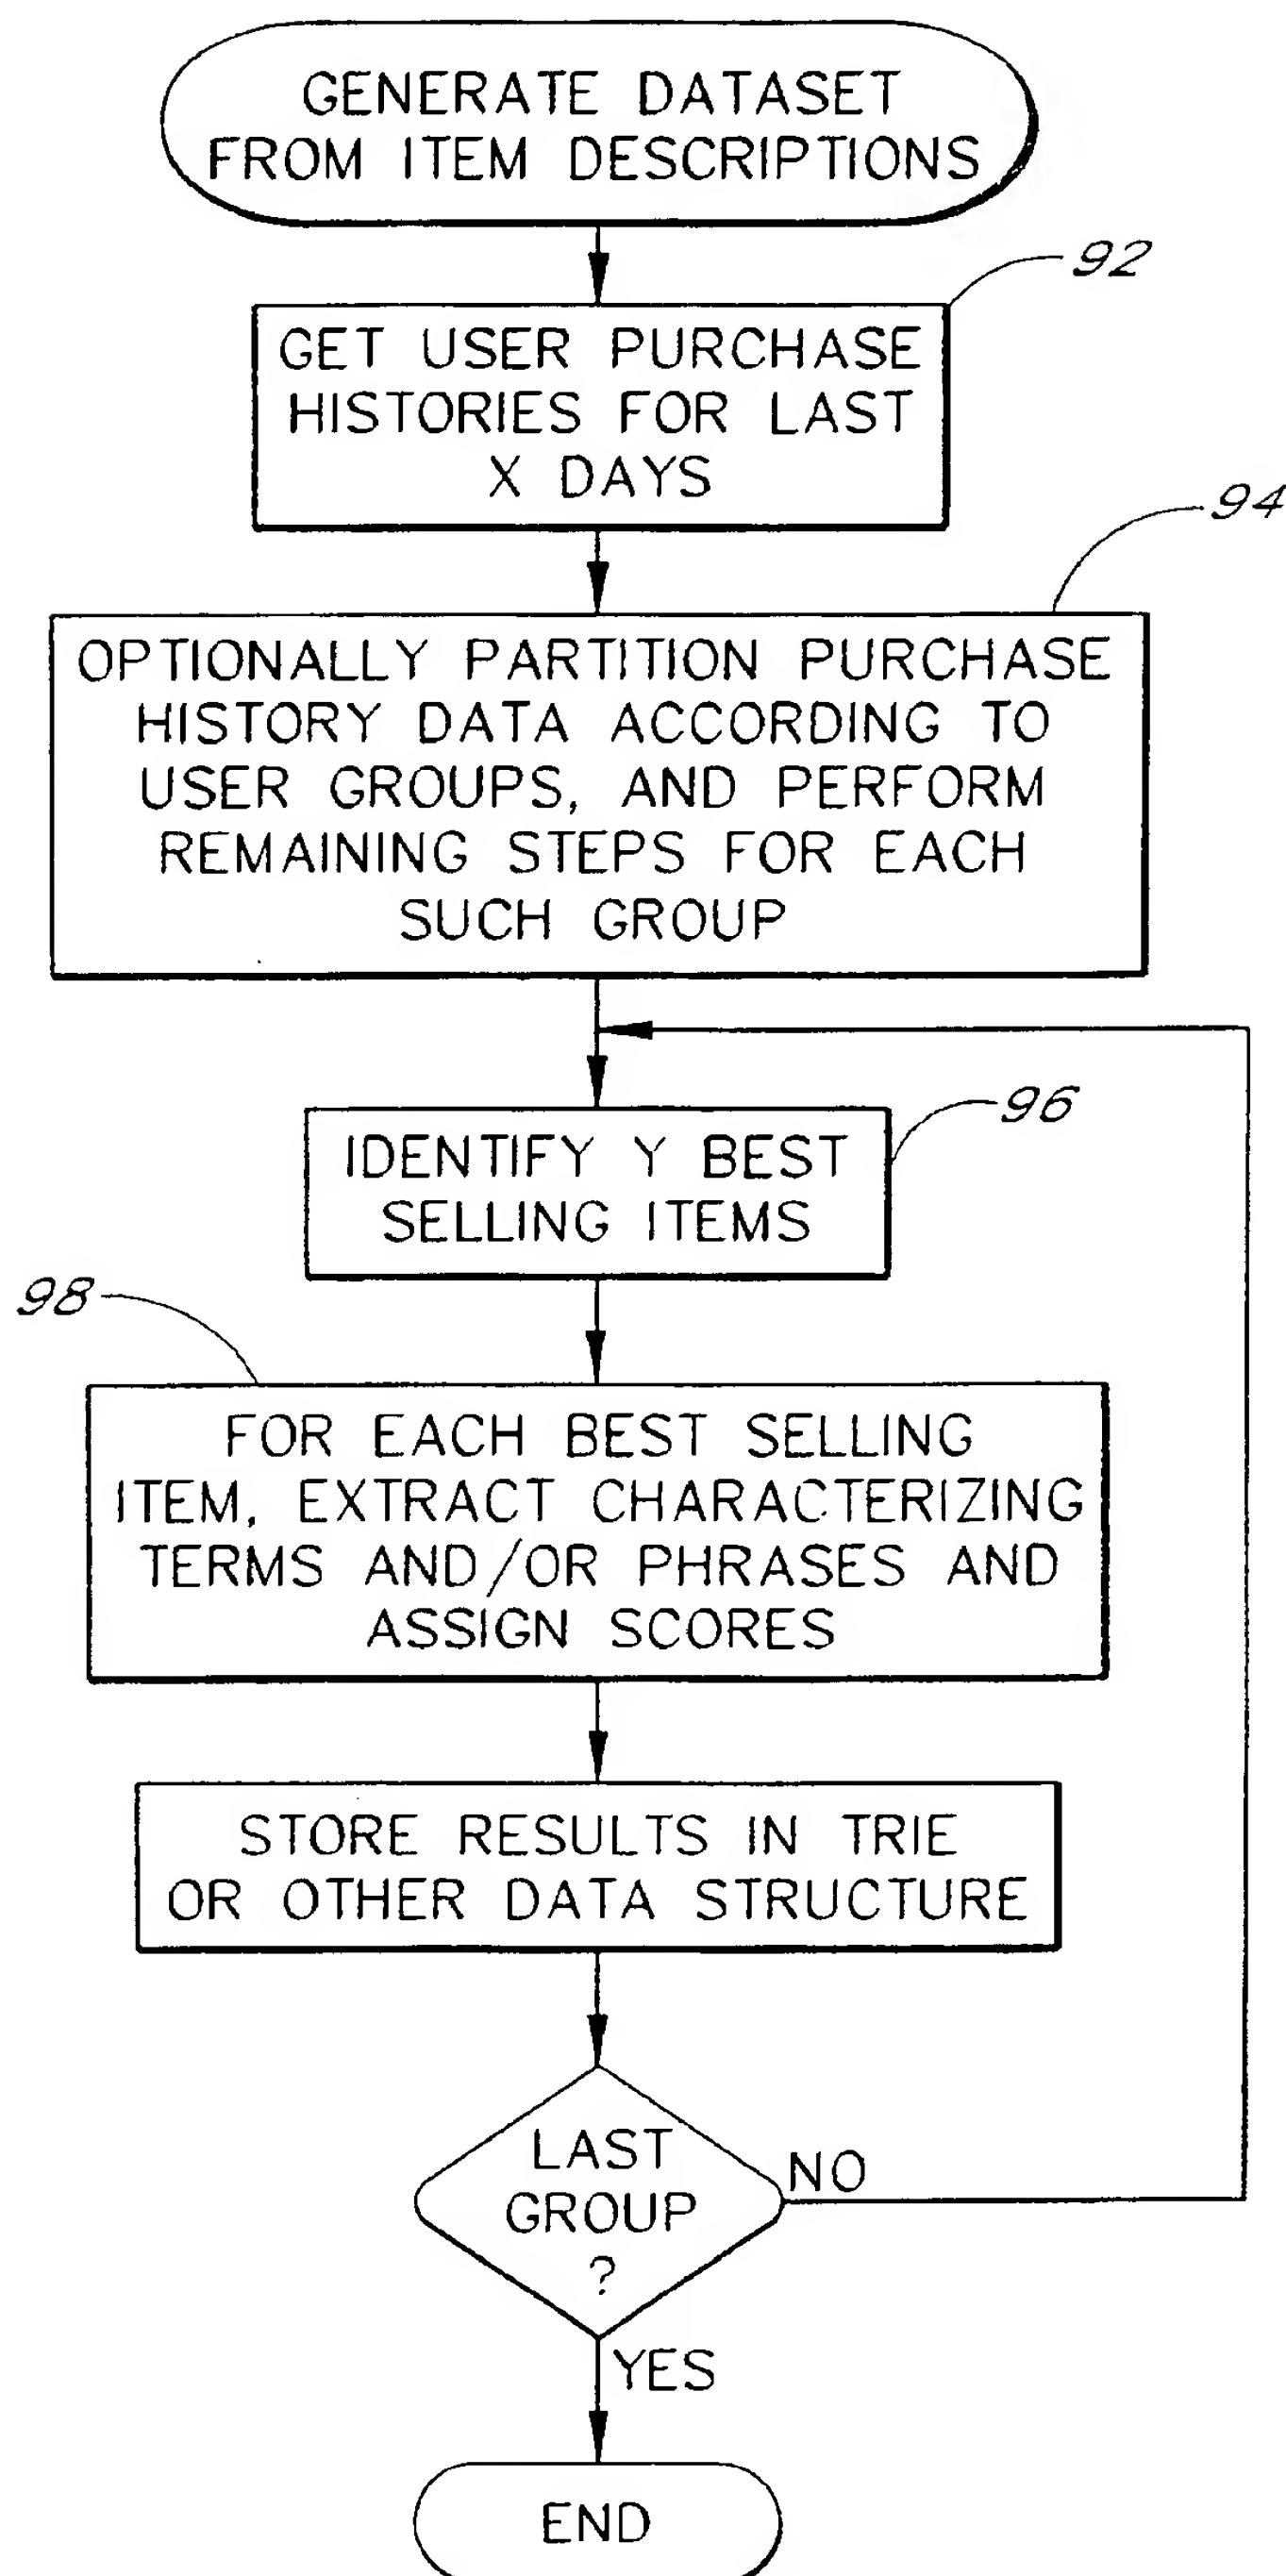 GENERATE DATASET
FROM ITEM DESCRIPTIONS
92
GET USER PURCHASE
HISTORIES FOR LAST
X DAYS
94
OPTIONALLY PARTITION PURCHASE
HISTORY DATA ACCORDING TO
USER GROUPS, AND PERFORM
REMAINING STEPS FOR EACH
SUCH GROUP
96
IDENTIFY Y BEST
SELLING ITEMS
98
FOR EACH BEST SELLING
ITEM, EXTRACT CHARACTERIZING
TERMS AND/OR PHRASES AND
ASSIGN SCORES
STORE RESULTS IN TRIE
OR OTHER DATA STRUCTURE
LAST
GROUP
?
NO
YES
END